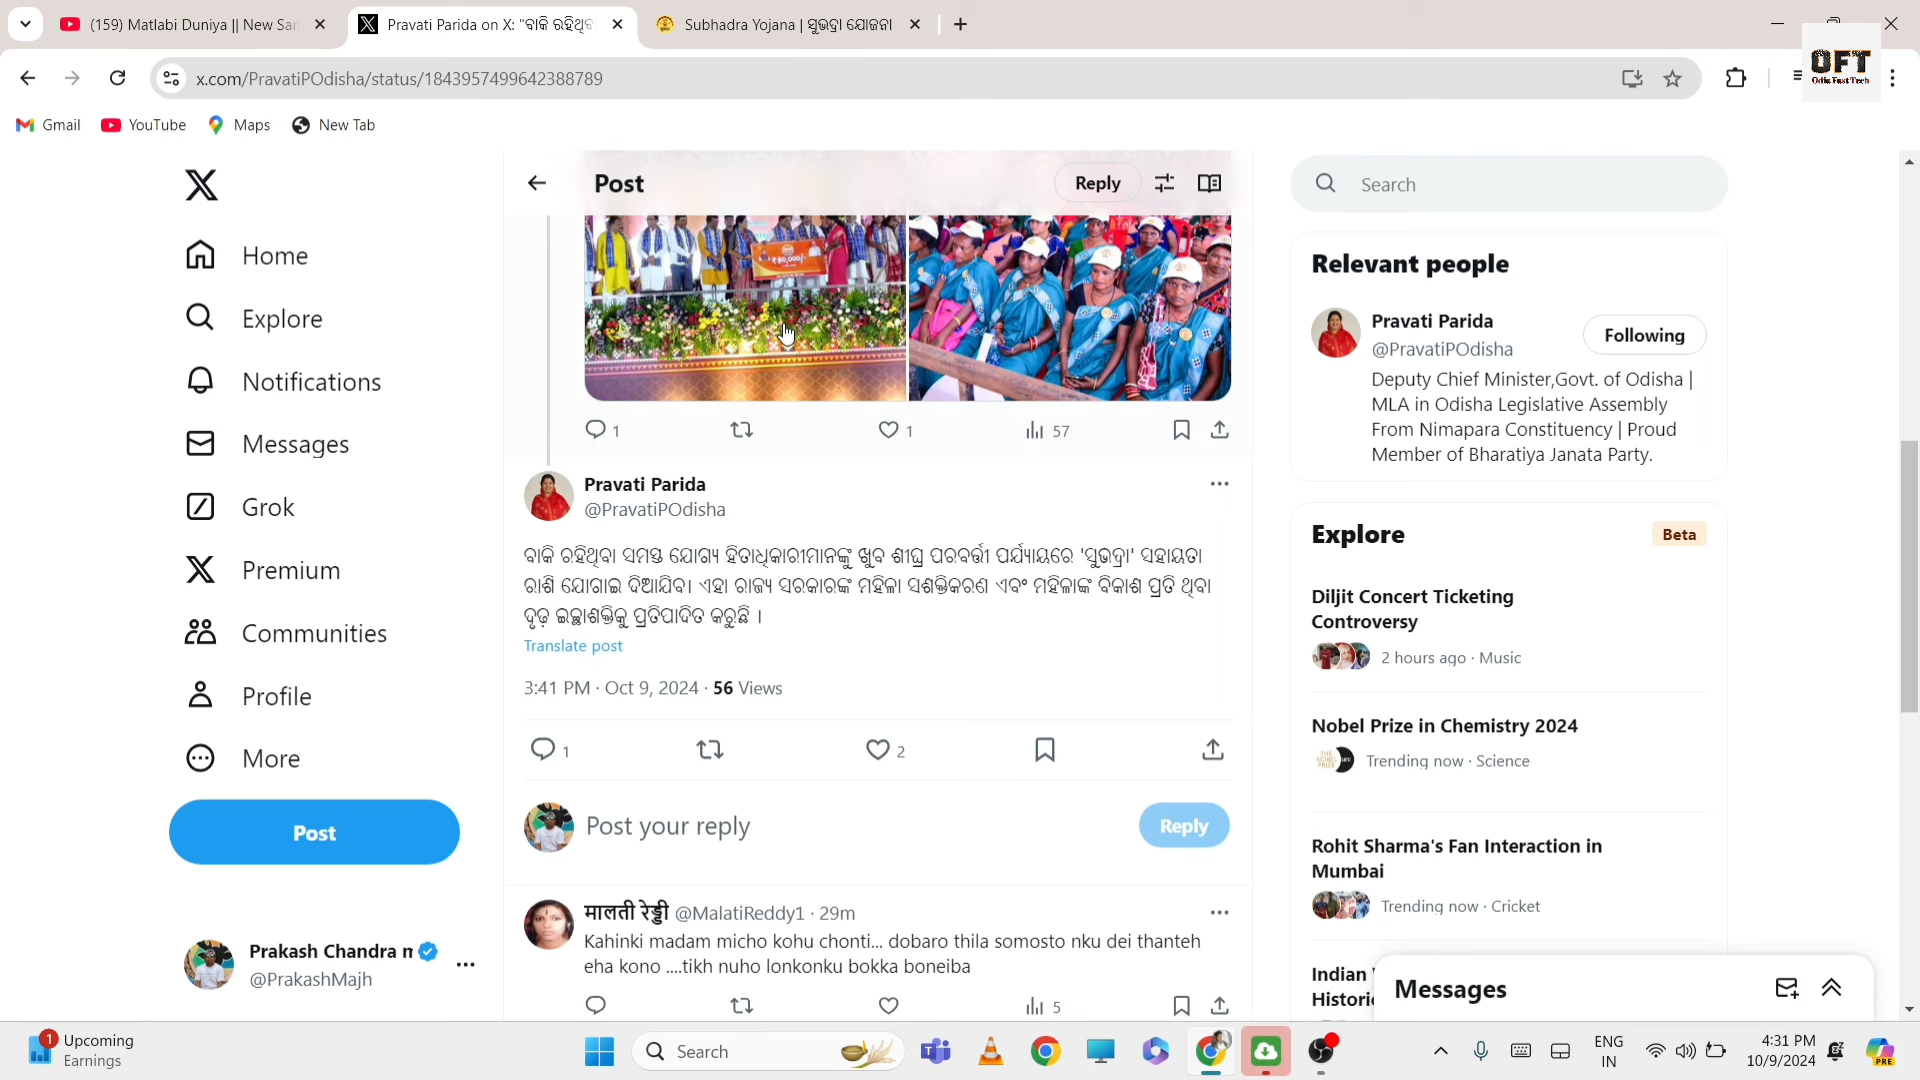 (159) Matlabi Duniya || New Sar
Pravati Parida on X: "ବାକି ରହିଥିବ
Subhadra Yojana | ସୁଭଦ୍ରା ଯୋଜନା
x.com/PravatiPOdisha/status/1843957499642388789
OFT
Odia Fast Tech
Gmail
YouTube
Maps
New Tab
Home
Explore
Notifications
Messages
Grok
Premium
Communities
Profile
More
Post
Prakash Chandra m
@PrakashMajh
Post
Reply
₹ 80,000/-
1
1
57
Pravati Parida
@PravatiPOdisha
ବାକି ରହିଥିବା ସମସ୍ତ ଯୋଗ୍ୟ ହିତାଧିକାରୀମାନଙ୍କୁ ଖୁବ ଶୀଘ୍ର ପରବର୍ତ୍ତୀ ପର୍ଯ୍ୟାୟରେ 'ସୁଭଦ୍ରା' ସହାୟତା
ରାଶି ଯୋଗାଇ ଦିଆଯିବ। ଏହା ରାଜ୍ୟ ସରକାରଙ୍କ ମହିଳା ସଶକ୍ତିକରଣ ଏବଂ ମହିଳାଙ୍କ ବିକାଶ ପ୍ରତି ଥିବା
ଦୃଢ଼ ଇଚ୍ଛାଶକ୍ତିକୁ ପ୍ରତିପାଦିତ କରୁଛି ।
Translate post
3:41 PM · Oct 9, 2024 · 56 Views
1
2
Post your reply
Reply
मालती रेड्डी @MalatiReddy1 · 29m
Kahinki madam micho kohu chonti... dobaro thila somosto nku dei thanteh
eha kono ....tikh nuho lonkonku bokka boneiba
5
Search
Relevant people
Pravati Parida
@PravatiPOdisha
Following
Deputy Chief Minister,Govt. of Odisha |
MLA in Odisha Legislative Assembly
From Nimapara Constituency | Proud
Member of Bharatiya Janata Party.
Explore
Beta
Diljit Concert Ticketing
Controversy
2 hours ago · Music
Nobel Prize in Chemistry 2024
Trending now · Science
Rohit Sharma's Fan Interaction in
Mumbai
Trending now · Cricket
Indian
Histori
Messages
1
Upcoming
Earnings
Search
ENG
IN
4:31 PM
10/9/2024
PRE